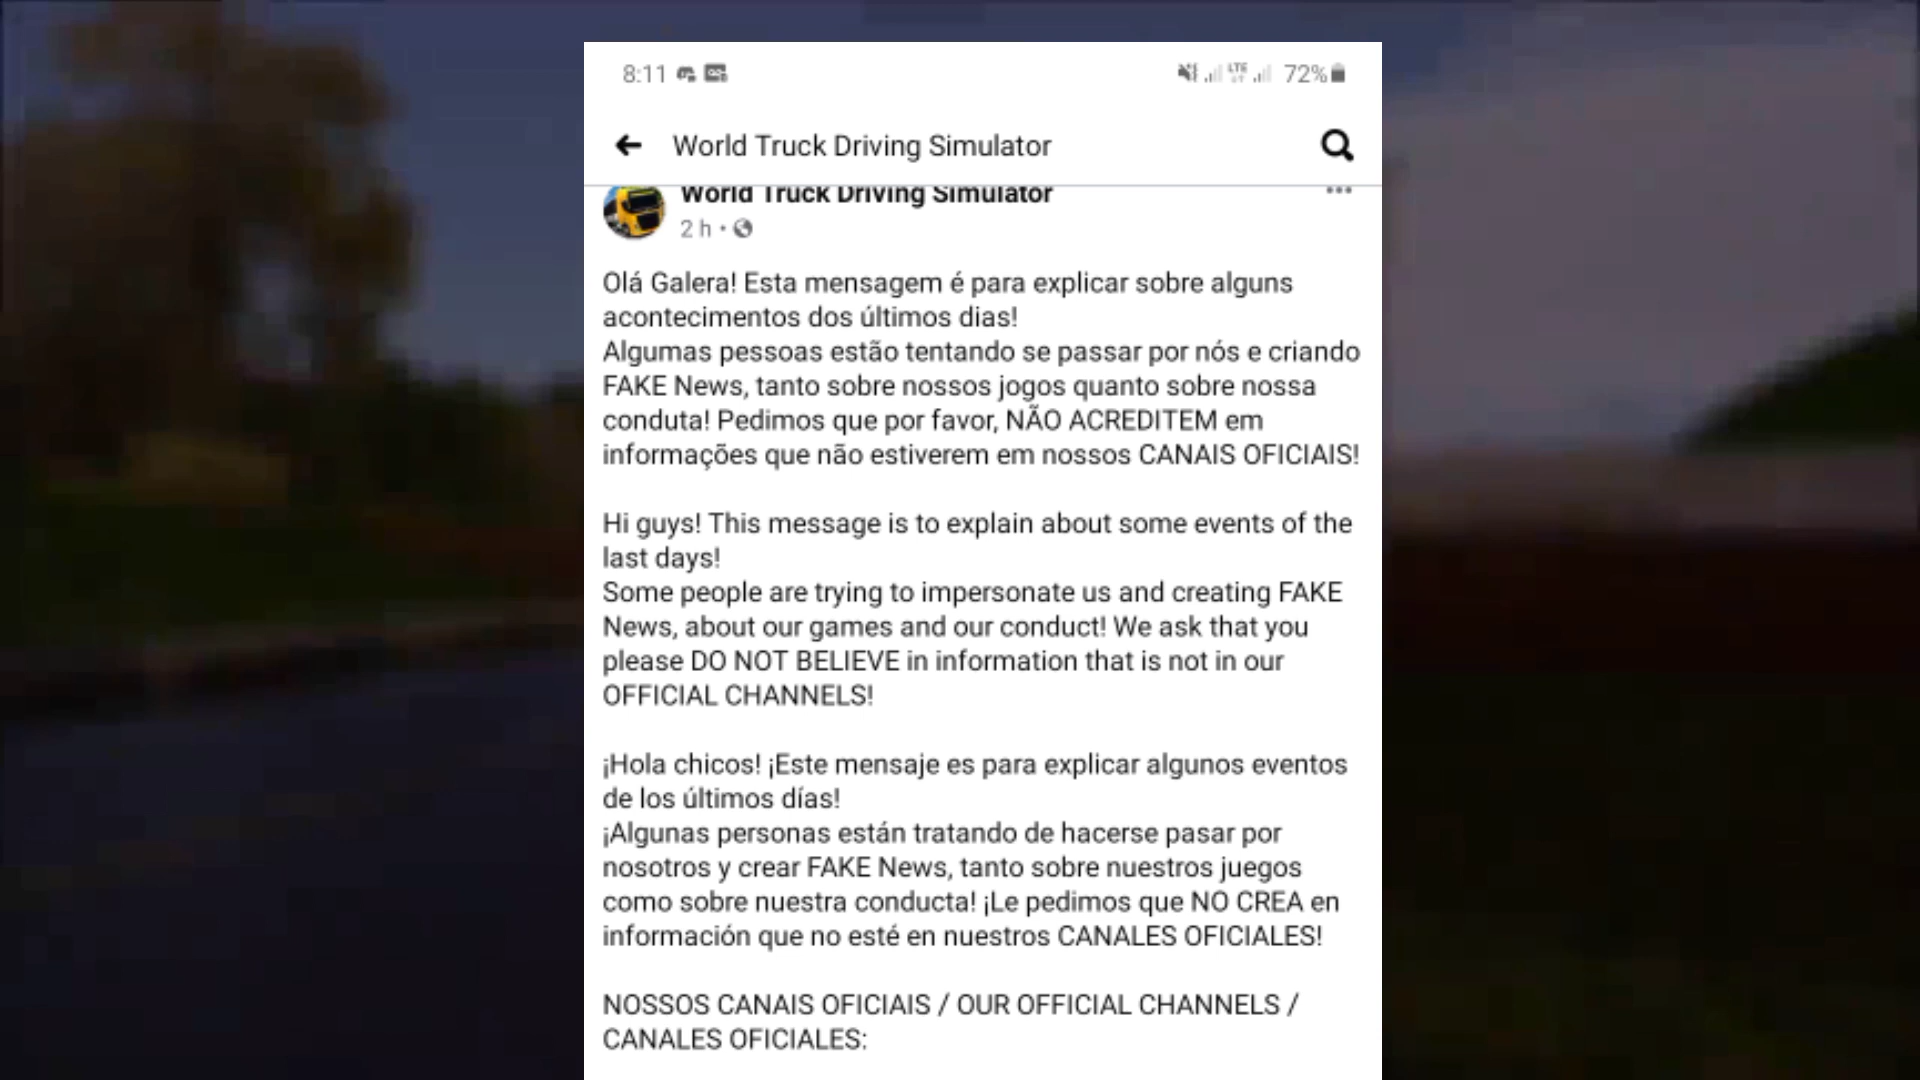 8:11
LTE
72%
World Truck Driving Simulator
World Truck Driving Simulator
2 h •
Olá Galera! Esta mensagem é para explicar sobre alguns
acontecimentos dos últimos dias!
Algumas pessoas estão tentando se passar por nós e criando
FAKE News, tanto sobre nossos jogos quanto sobre nossa
conduta! Pedimos que por favor, NÃO ACREDITEM em
informações que não estiverem em nossos CANAIS OFICIAIS!
Hi guys! This message is to explain about some events of the
last days!
Some people are trying to impersonate us and creating FAKE
News, about our games and our conduct! We ask that you
please DO NOT BELIEVE in information that is not in our
OFFICIAL CHANNELS!
¡Hola chicos! ¡Este mensaje es para explicar algunos eventos
de los últimos días!
¡Algunas personas están tratando de hacerse pasar por
nosotros y crear FAKE News, tanto sobre nuestros juegos
como sobre nuestra conducta! ¡Le pedimos que NO CREA en
información que no esté en nuestros CANALES OFICIALES!
NOSSOS CANAIS OFICIAIS / OUR OFFICIAL CHANNELS /
CANALES OFICIALES: